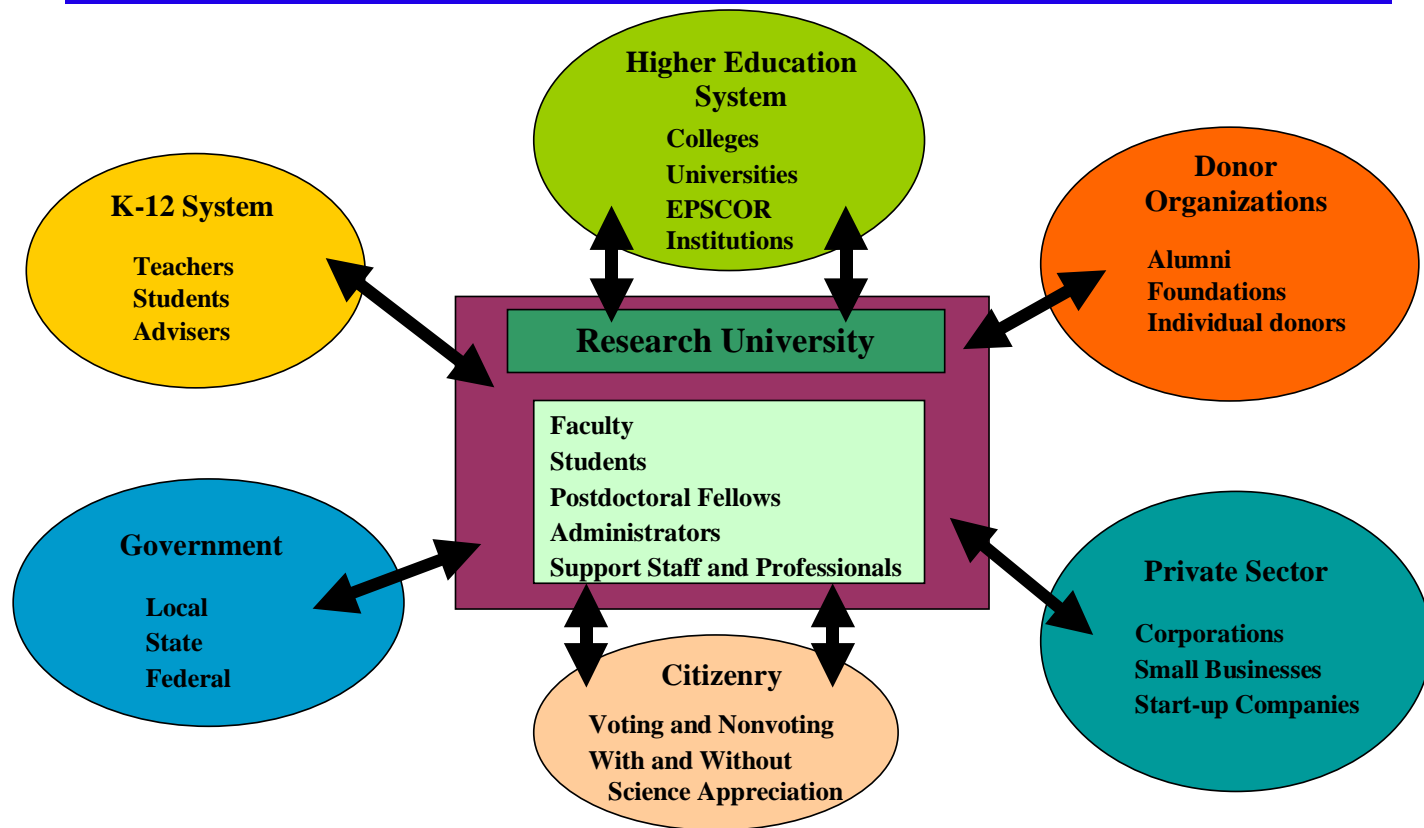 Higher Education
System
Colleges
Universities
EPSCOR
Institutions
K-12 System
Teachers
Students
Advisers
Donor
Organizations
Alumni
Foundations
Individual donors
Research University
Faculty
Students
Postdoctoral Fellows
Administrators
Support Staff and Professionals
Government
Local
State
Federal
Private Sector
Corporations
Small Businesses
Start-up Companies
Citizenry
Voting and Nonvoting
With and Without
Science Appreciation